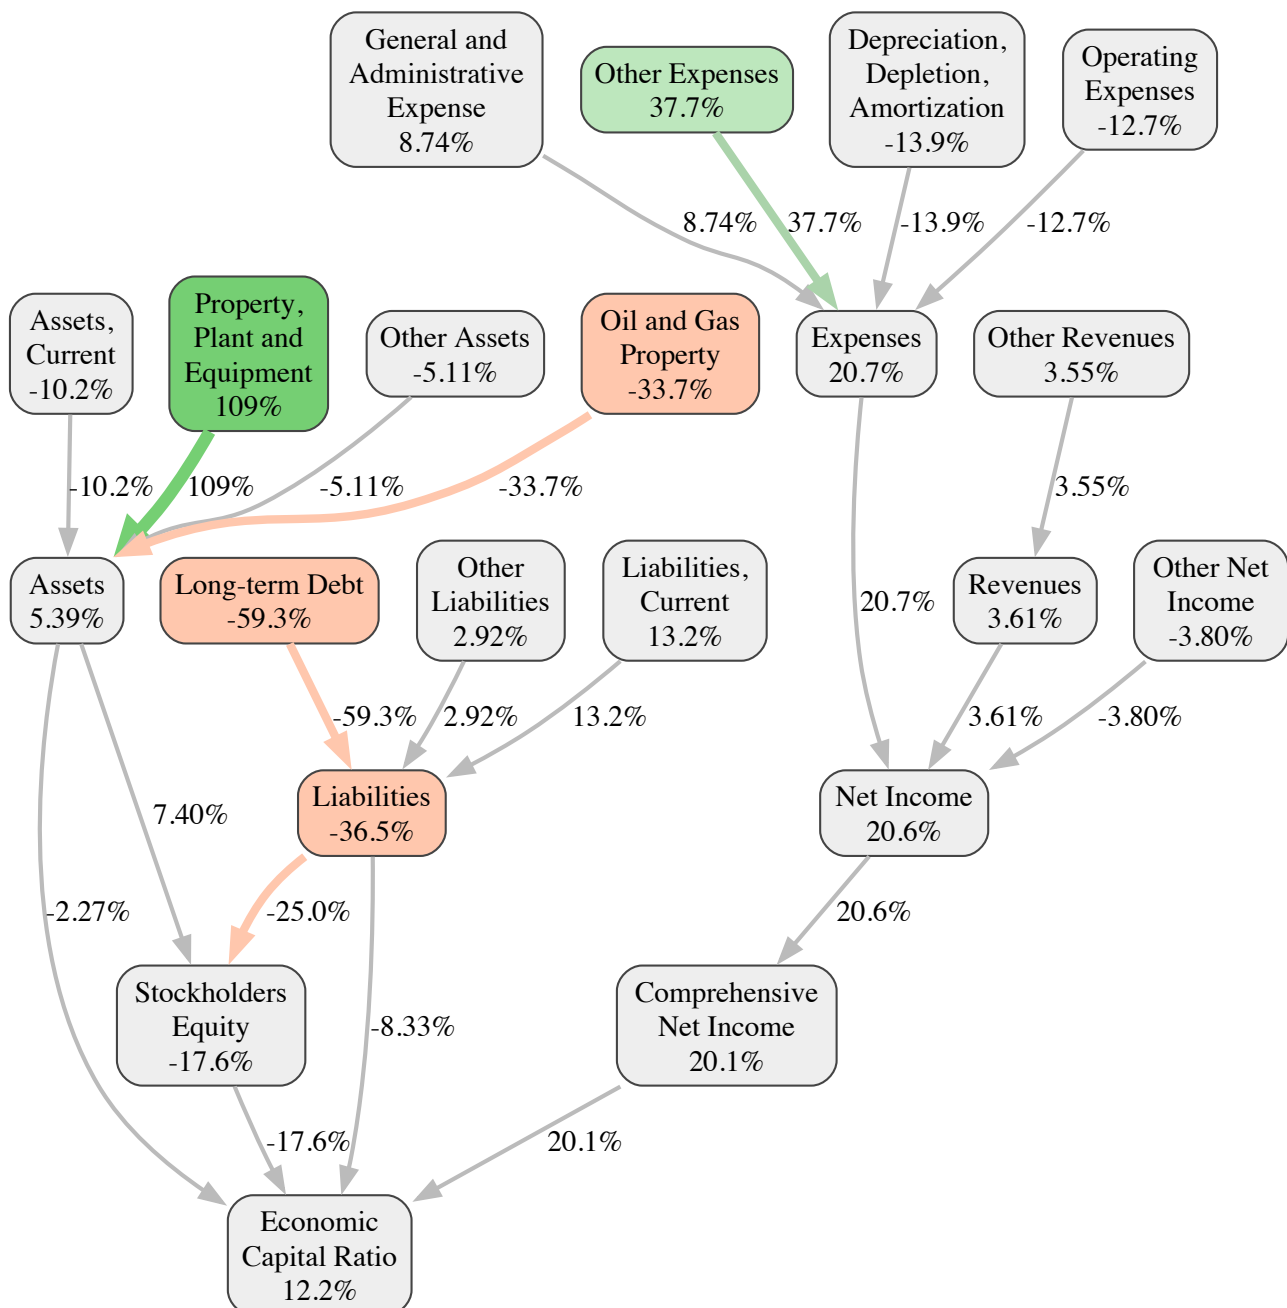 General and
Administrative
Expense
8.74%
Other Expenses
37.7%
Depreciation,
Depletion,
Amortization
-13.9%
Operating
Expenses
-12.7%
8.74%
37.7%
-13.9%
-12.7%
Assets,
Current
-10.2%
Property,
Plant and
Equipment
109%
Other Assets
-5.11%
Oil and Gas
Property
-33.7%
Expenses
20.7%
Other Revenues
3.55%
-10.2%
109%
-5.11%
-33.7%
3.55%
Assets
5.39%
Long-term Debt
-59.3%
Other
Liabilities
2.92%
Liabilities,
Current
13.2%
20.7%
Revenues
3.61%
Other Net
Income
-3.80%
-59.3%
2.92%
13.2%
3.61%
-3.80%
7.40%
Liabilities
-36.5%
Net Income
20.6%
-2.27%
-25.0%
20.6%
Stockholders
Equity
-17.6%
-8.33%
Comprehensive
Net Income
20.1%
-17.6%
20.1%
Economic
Capital Ratio
12.2%